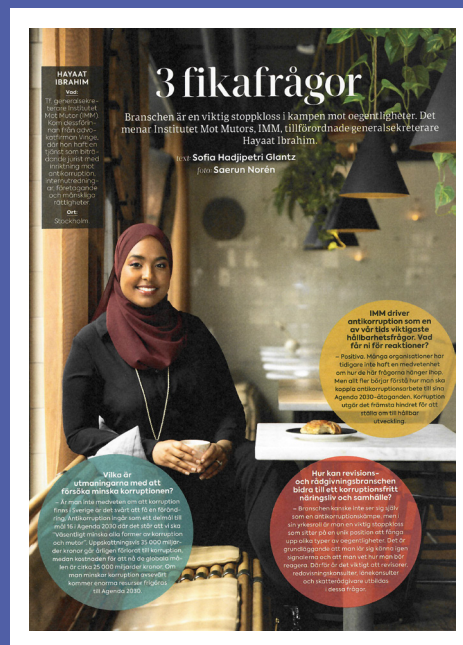 HAYAAT
IBRAHIM
Vad:
Tf generalsekre-
terare Institutet
Mot Mutor (IMM).
Kom dessförin-
nan från advo-
katfirman Vinge,
där hon haft en
tjänst som biträ-
dande jurist med
inriktning mot
antikorruption,
internutredning-
ar, företagande
och mänskliga
rättigheter.
Ort:
Stockholm
3 fikafrågor
Branschen är en viktig stoppkloss i kampen mot oegentligheter. Det
menar Institutet Mot Mutors, IMM, tillförordnade generalsekreterare
Hayaat Ibrahim.
text Sofia Hadjipetri Glantz
foto Saerun Norén
IMM driver
antikorruption som en
av vår tids viktigaste
hållbarhetsfrågor. Vad
får ni för reaktioner?
– Positiva. Många organisationer har
tidigare inte haft en medvetenhet
om hur de här frågorna hänger ihop.
Men allt fler börjar förstå hur man ska
koppla antikorruptionsarbete till sina
Agenda 2030-åtaganden. Korruption
utgör det främsta hindret för att
ställa om till hållbar
utveckling.
Vilka är
utmaningarna med att
försöka minska korruptionen?
– Är man inte medveten om att korruption
finns i Sverige är det svårt att få en föränd-
ring. Antikorruption ingår som ett delmål till
mål 16 i Agenda 2030 där det står att vi ska
"Väsentligt minska alla former av korruption
och mutor". Uppskattningsvis 35 000 miljar-
der kronor går årligen förlorat till korruption,
medan kostnaden för att nå de globala må-
len är cirka 25 000 miljarder kronor. Om
man minskar korruption avsevärt
kommer enorma resurser frigöras
till Agenda 2030.
Hur kan revisions-
och rådgivningsbranschen
bidra till ett korruptionsfritt
näringsliv och samhälle?
– Branschen kanske inte ser sig själv
som en antikorruptionskämpe, men i
sin yrkesroll är man en viktig stoppkloss
som sitter på en unik position att fånga
upp olika typer av oegentligheter. Det är
grundläggande att man lär sig känna igen
signalerna och att man vet hur man bör
reagera. Därför är det viktigt att revisorer,
redovisningskonsulter, lönekonsulter
och skatterådgivare utbildas
i dessa frågor.